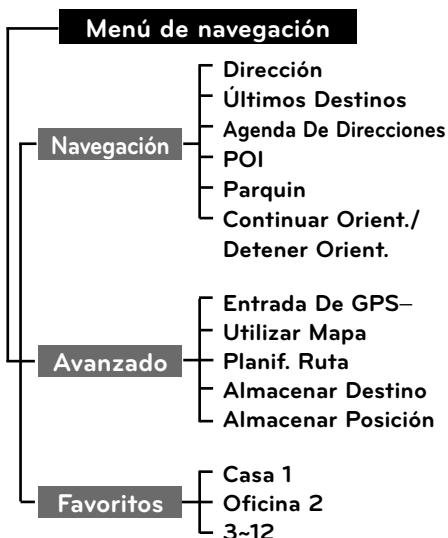 Menú de navegación
Navegación
Dirección
Últimos Destinos
Agenda De Direcciones
POI
Parquin
Continuar Orient./
Detener Orient.
Avanzado
Entrada De GPS–
Utilizar Mapa
Planif. Ruta
Almacenar Destino
Almacenar Posición
Favoritos
Casa 1
Oficina 2
3~12